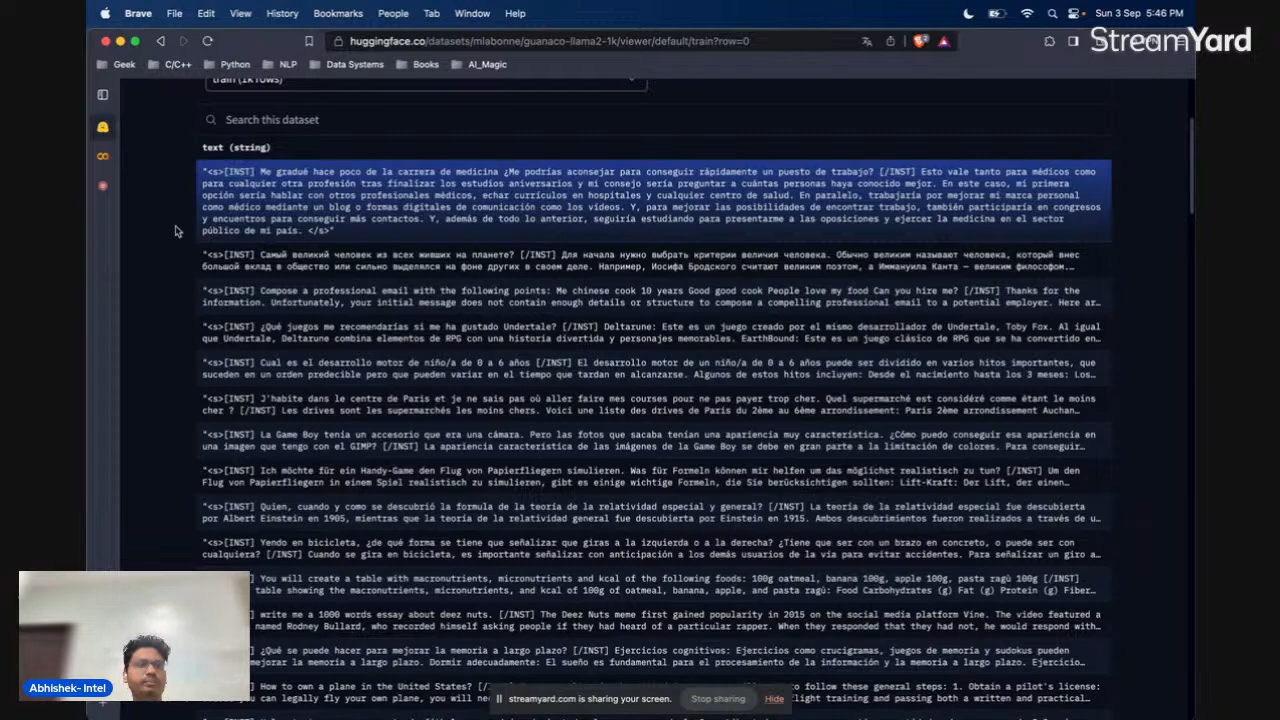 Brave File Edit View History Bookmarks People Tab Window Help
Sun 3 Sep 5:46 PM
StreamYard
huggingface.co/datasets/mlabonne/guanaco-llama2-1k/viewer/default/train?row=0
Geek C/C++ Python NLP Data Systems Books AI_Magic
train (1k rows)
Search this dataset
text (string)
"<s>[INST] Me gradué hace poco de la carrera de medicina ¿Me podrías aconsejar para conseguir rápidamente un puesto de trabajo? [/INST] Esto vale tanto para médicos como
para cualquier otra profesión tras finalizar los estudios aniversarios y mi consejo sería preguntar a cuántas personas haya conocido mejor. En este caso, mi primera
opción sería hablar con otros profesionales médicos, echar currículos en hospitales y cualquier centro de salud. En paralelo, trabajaría por mejorar mi marca personal
como médico mediante un blog o formas digitales de comunicación como los vídeos. Y, para mejorar las posibilidades de encontrar trabajo, también participaría en congresos
y encuentros para conseguir más contactos. Y, además de todo lo anterior, seguiría estudiando para presentarme a las oposiciones y ejercer la medicina en el sector
público de mi país. </s>"
"<s>[INST] Самый великий человек из всех живших на планете? [/INST] Для начала нужно выбрать критерии величия человека. Обычно великим называют человека, который внес
большой вклад в общество или сильно выделялся на фоне других в своем деле. Например, Иосифа Бродского считают великим поэтом, а Иммануила Канта — великим философом.…
"<s>[INST] Compose a professional email with the following points: Me chinese cook 10 years Good good cook People love my food Can you hire me? [/INST] Thanks for the
information. Unfortunately, your initial message does not contain enough details or structure to compose a compelling professional email to a potential employer. Here ar…
"<s>[INST] ¿Qué juegos me recomendarías si me ha gustado Undertale? [/INST] Deltarune: Este es un juego creado por el mismo desarrollador de Undertale, Toby Fox. Al igual
que Undertale, Deltarune combina elementos de RPG con una historia divertida y personajes memorables. EarthBound: Este es un juego clásico de RPG que se ha convertido en…
"<s>[INST] Cual es el desarrollo motor de niño/a de 0 a 6 años [/INST] El desarrollo motor de un niño/a de 0 a 6 años puede ser dividido en varios hitos importantes, que
suceden en un orden predecible pero que pueden variar en el tiempo que tardan en alcanzarse. Algunos de estos hitos incluyen: Desde el nacimiento hasta los 3 meses: Los…
"<s>[INST] J'habite dans le centre de Paris et je ne sais pas où aller faire mes courses pour ne pas payer trop cher. Quel supermarché est considéré comme étant le moins
cher ? [/INST] Les drives sont les supermarchés les moins chers. Voici une liste des drives de Paris du 2ème au 6ème arrondissement: Paris 2ème arrondissement Auchan…
"<s>[INST] La Game Boy tenía un accesorio que era una cámara. Pero las fotos que sacaba tenían una apariencia muy característica. ¿Cómo puedo conseguir esa apariencia en
una imagen que tengo con el GIMP? [/INST] La apariencia característica de las imágenes de la Game Boy se debe en gran parte a la limitación de colores. Para conseguir…
"<s>[INST] Ich möchte für ein Handy-Game den Flug von Papierfliegern simulieren. Was für Formeln können mir helfen um das möglichst realistisch zu tun? [/INST] Um den
Flug von Papierfliegern in einem Spiel realistisch zu simulieren, gibt es einige wichtige Formeln, die Sie berücksichtigen sollten: Lift-Kraft: Der Lift, der einen…
"<s>[INST] Quien, cuando y como se descubrió la formula de la teoría de la relatividad especial y general? [/INST] La teoría de la relatividad especial fue descubierta
por Albert Einstein en 1905, mientras que la teoría de la relatividad general fue descubierta por Einstein en 1915. Ambos descubrimientos fueron realizados a través de u…
"<s>[INST] Yendo en bicicleta, ¿de qué forma se tiene que señalizar que giras a la izquierda o a la derecha? ¿Tiene que ser con un brazo en concreto, o puede ser con
cualquiera? [/INST] Cuando se gira en bicicleta, es importante señalizar con anticipación a los demás usuarios de la vía para evitar accidentes. Para señalizar un giro a…
You will create a table with macronutrients, micronutrients and kcal of the following foods: 100g oatmeal, banana 100g, apple 100g, pasta ragù 100g [/INST]
table showing the macronutrients, micronutrients, and kcal of 100g of oatmeal, banana, apple, and pasta ragù: Food Carbohydrates (g) Fat (g) Protein (g) Fiber…
write me a 1000 words essay about deez nuts. [/INST] The Deez Nuts meme first gained popularity in 2015 on the social media platform Vine. The video featured a
named Rodney Bullard, who recorded himself asking people if they had heard of a particular rapper. When they responded that they had not, he would respond with…
¿Qué se puede hacer para mejorar la memoria a largo plazo? [/INST] Ejercicios cognitivos: Ejercicios como crucigramas, juegos de memoria y sudokus pueden
mejorar la memoria a largo plazo. Dormir adecuadamente: El sueño es fundamental para el procesamiento de la información y la memoria a largo plazo. Ejercicio…
How to own a plane in the United States? [/ to follow these general steps: 1. Obtain a pilot's license:
can legally fly your own plane, you will nee light training and passing both a written and practical…
streamyard.com is sharing your screen. Stop sharing Hide
Abhishek- Intel